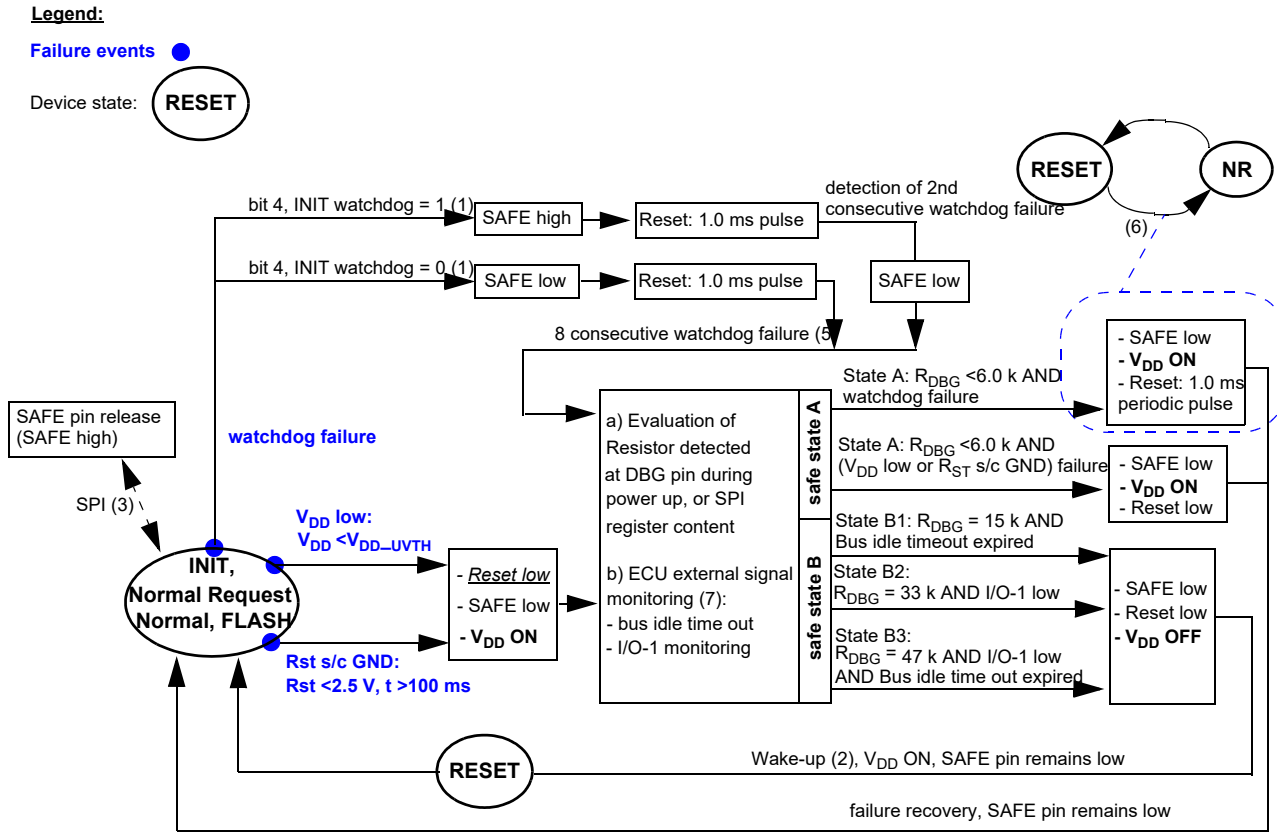 Legend:
Failure events
Device state:
RESET
RESET
NR
(6)
bit 4, INIT watchdog = 1 (1)
SAFE high
Reset: 1.0 ms pulse
detection of 2nd
consecutive watchdog failure
bit 4, INIT watchdog = 0 (1)
SAFE low
Reset: 1.0 ms pulse
SAFE low
8 consecutive watchdog failure (5
- SAFE low
- VDD ON
- Reset: 1.0 ms
periodic pulse
State A: RDBG <6.0 k AND
watchdog failure
SAFE pin release
(SAFE high)
SPI (3)
watchdog failure
a) Evaluation of
Resistor detected
at DBG pin during
power up, or SPI
register content
b) ECU external signal
monitoring (7):
- bus idle time out
- I/O-1 monitoring
safe state A
safe state B
State A: RDBG <6.0 k AND
(VDD low or RST s/c GND) failure
- SAFE low
- VDD ON
- Reset low
VDD low:
VDD <VDD_UVTH
INIT,
Normal Request
Normal, FLASH
- Reset low
- SAFE low
- VDD ON
Rst s/c GND:
Rst <2.5 V, t >100 ms
State B1: RDBG = 15 k AND
Bus idle timeout expired
State B2:
RDBG = 33 k AND I/O-1 low
State B3:
RDBG = 47 k AND I/O-1 low
AND Bus idle time out expired
- SAFE low
- Reset low
- VDD OFF
RESET
Wake-up (2), VDD ON, SAFE pin remains low
failure recovery, SAFE pin remains low